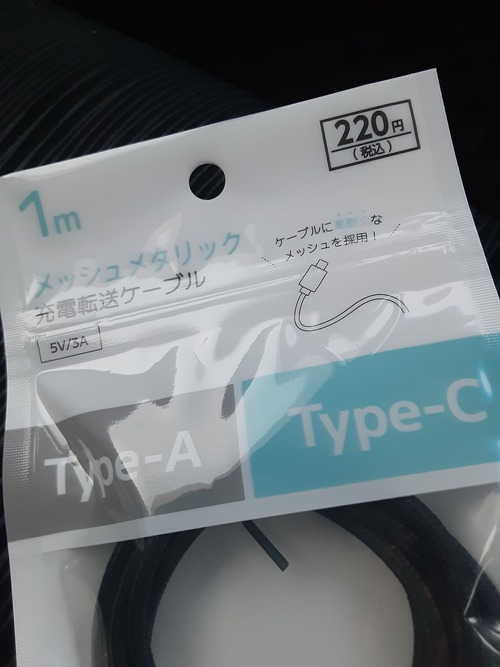 220円
(税込)
1m
メッシュメタリック
充電転送ケーブル
5V/3A
ケーブルに
な
メッシュを採用!
Type-A
Type-C